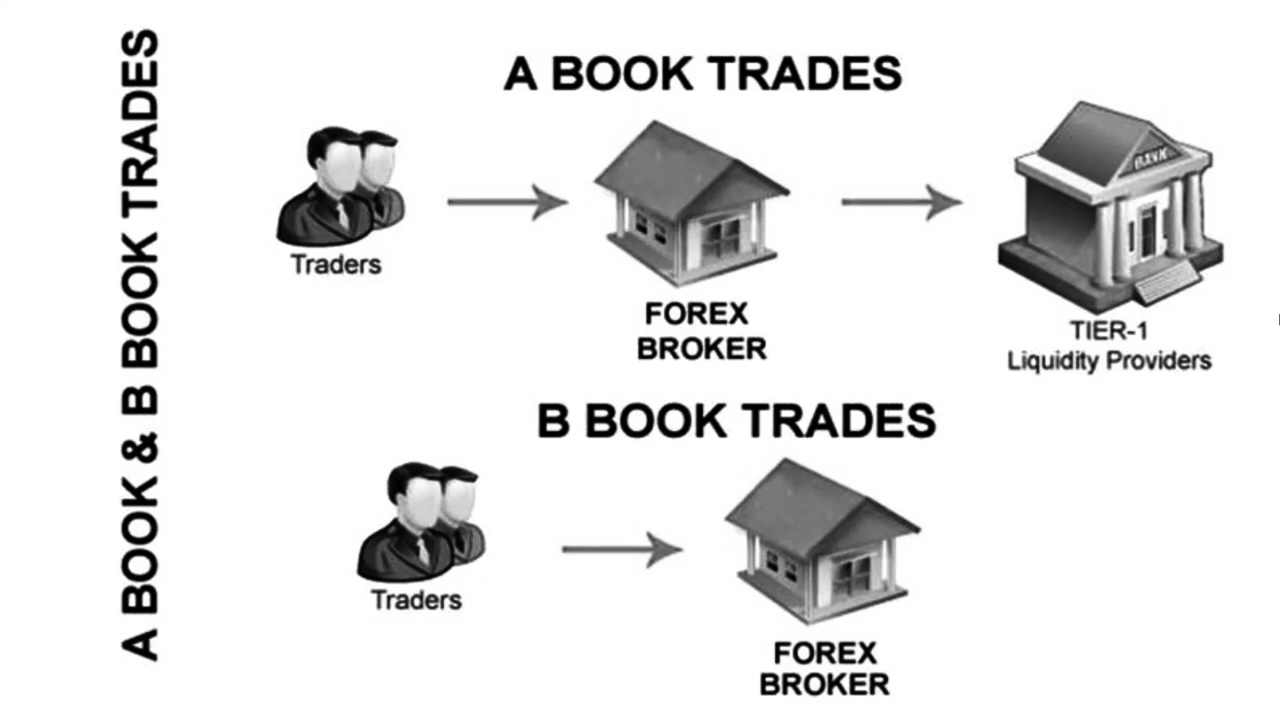 A BOOK & B BOOK TRADES
A BOOK TRADES
BANK
Traders
FOREX
BROKER
TIER-1
Liquidity Providers
B BOOK TRADES
Traders
FOREX
BROKER